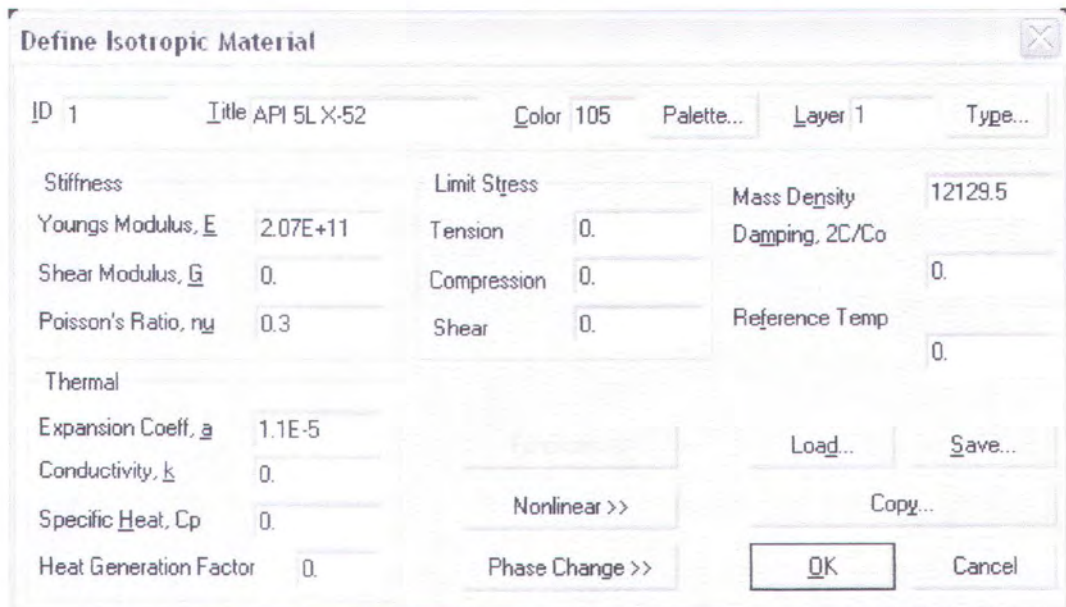 Define Isotropic Material
ID 1 Title API 5L X-52 Color 105 Palette... Layer 1 Type...
Stiffness
Youngs Modulus, E 2.07E+11
Shear Modulus, G 0.
Poisson's Ratio, nu 0.3
Limit Stress
Tension 0.
Compression 0.
Shear 0.
Mass Density 12129.5
Damping, 2C/Co
0.
Reference Temp
0.
Thermal
Expansion Coeff, a 1.1E-5
Conductivity, k 0.
Specific Heat, Cp 0.
Heat Generation Factor 0.
Load... Save...
Nonlinear >> Copy...
Phase Change >> OK Cancel